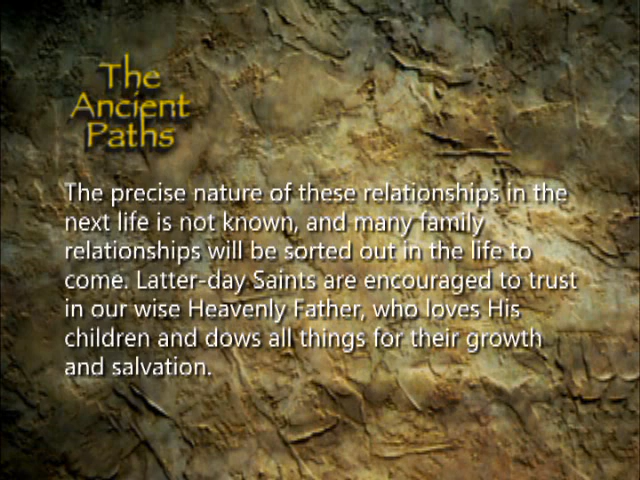 The
Ancient
Paths
The precise nature of these relationships in the
next life is not known, and many family
relationships will be sorted out in the life to
come. Latter-day Saints are encouraged to trust
in our wise Heavenly Father, who loves His
children and dows all things for their growth
and salvation.